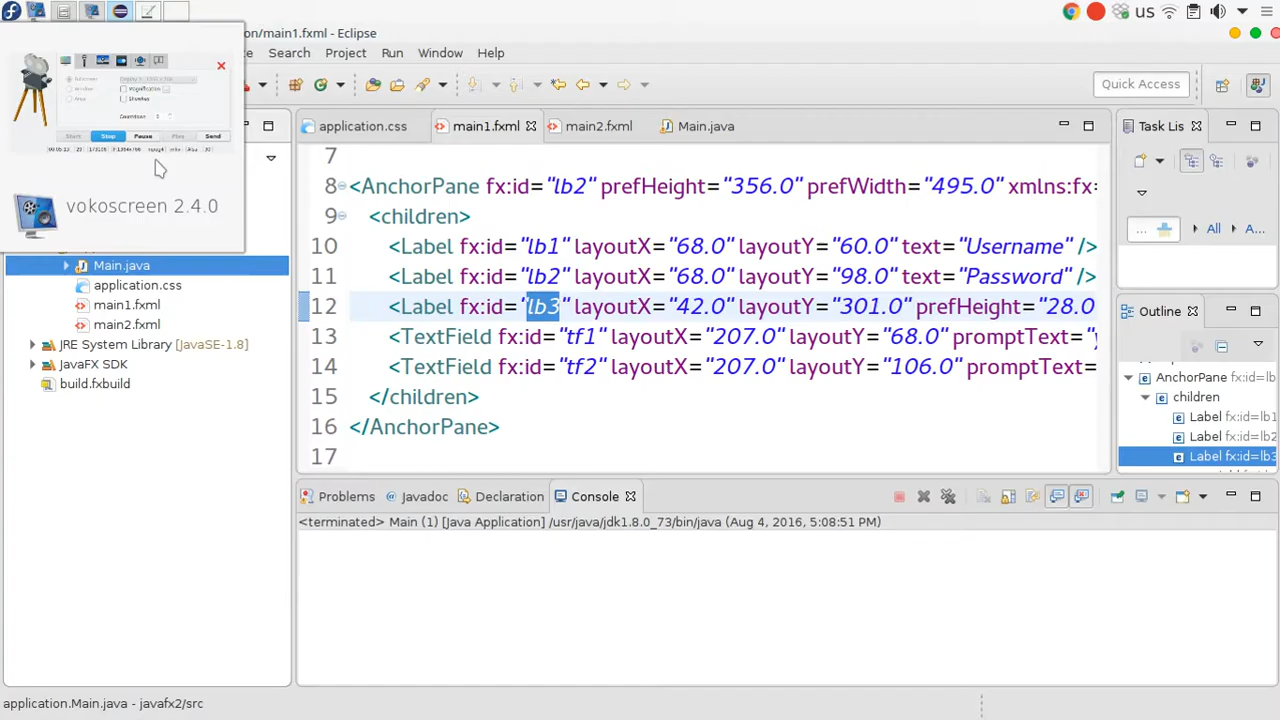 us
on/main1.fxml - Eclipse
Search Project Run Window Help
Quick Access
Start Stop Pause Play Send
vokoscreen 2.4.0
Main.java
application.css
main1.fxml
main2.fxml
JRE System Library [JavaSE-1.8]
JavaFX SDK
build.fxbuild
application.css main1.fxml main2.fxml Main.java
7
8 <AnchorPane fx:id="lb2" prefHeight="356.0" prefWidth="495.0" xmlns:fx=
9 <children>
10 <Label fx:id="lb1" layoutX="68.0" layoutY="60.0" text="Username" />
11 <Label fx:id="lb2" layoutX="68.0" layoutY="98.0" text="Password" />
12 <Label fx:id="lb3" layoutX="42.0" layoutY="301.0" prefHeight="28.0
13 <TextField fx:id="tf1" layoutX="207.0" layoutY="68.0" promptText="y
14 <TextField fx:id="tf2" layoutX="207.0" layoutY="106.0" promptText=
15 </children>
16 </AnchorPane>
17
Task Lis
... All A...
Outline
AnchorPane fx:id=lb
children
Label fx:id=lb1
Label fx:id=lb2
Label fx:id=lb3
Problems Javadoc Declaration Console
<terminated> Main (1) [Java Application] /usr/java/jdk1.8.0_73/bin/java (Aug 4, 2016, 5:08:51 PM)
application.Main.java - javafx2/src